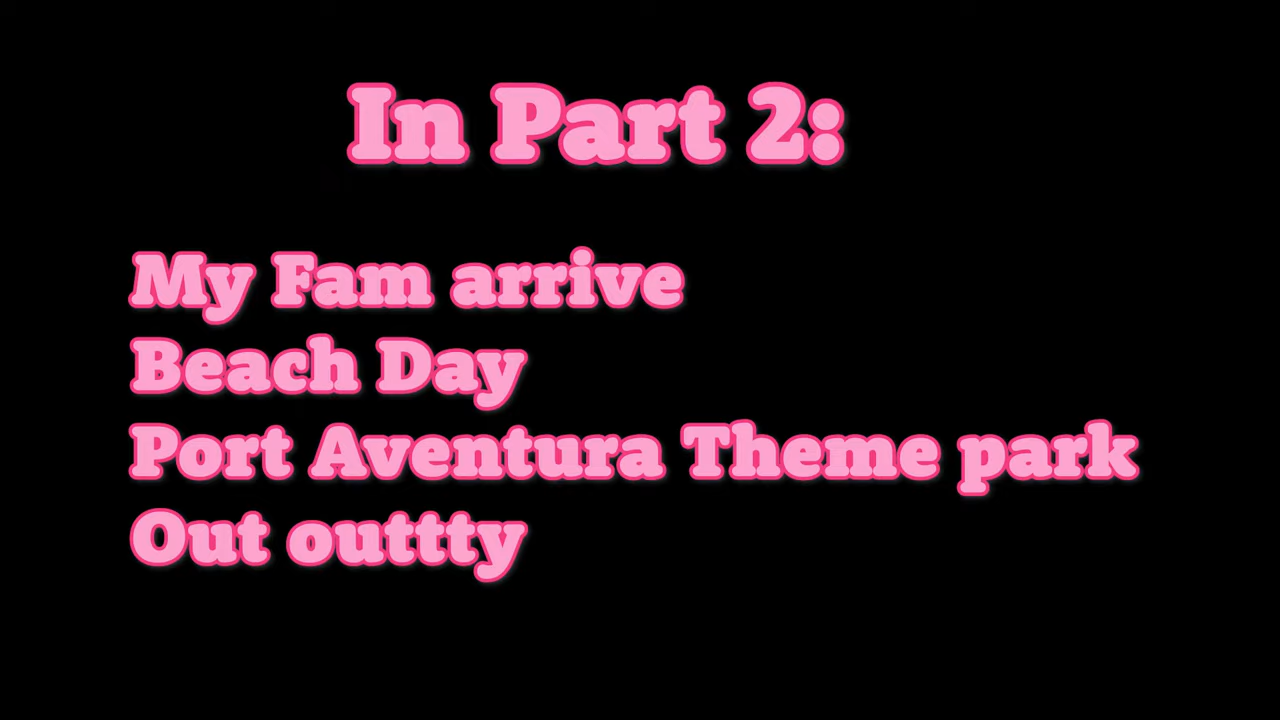 In Part 2:
My Fam arrive
Beach Day
Port Aventura Theme park
Out outtty